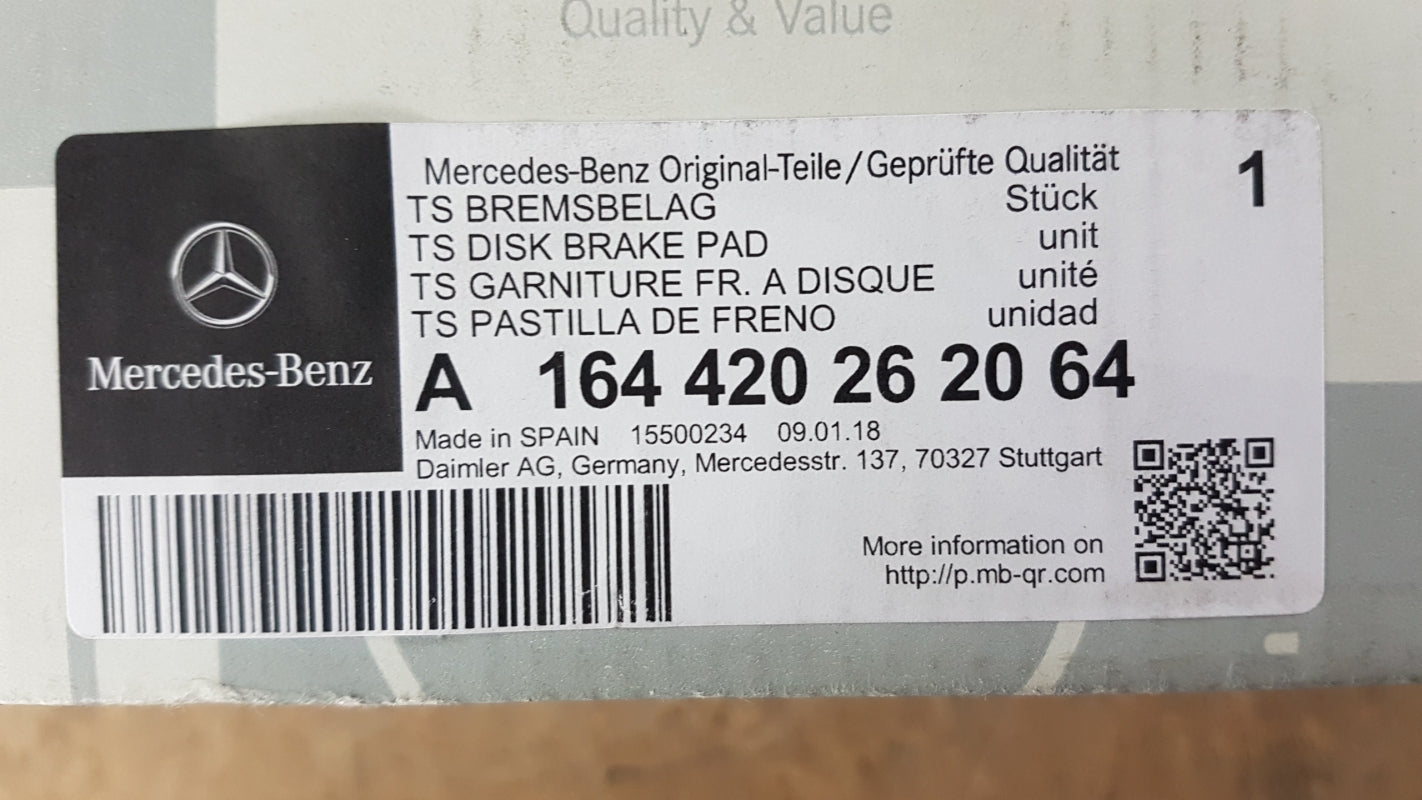 Quality & Value
Mercedes-Benz Original-Teile/Geprüfte Qualität
TS BREMSBELAG Stück 1
TS DISK BRAKE PAD unit
TS GARNITURE FR. A DISQUE unité
TS PASTILLA DE FRENO unidad
Mercedes-Benz
A 164 420 26 20 64
Made in SPAIN 15500234 09.01.18
Daimler AG, Germany, Mercedesstr. 137, 70327 Stuttgart
More information on
http://p.mb-qr.com